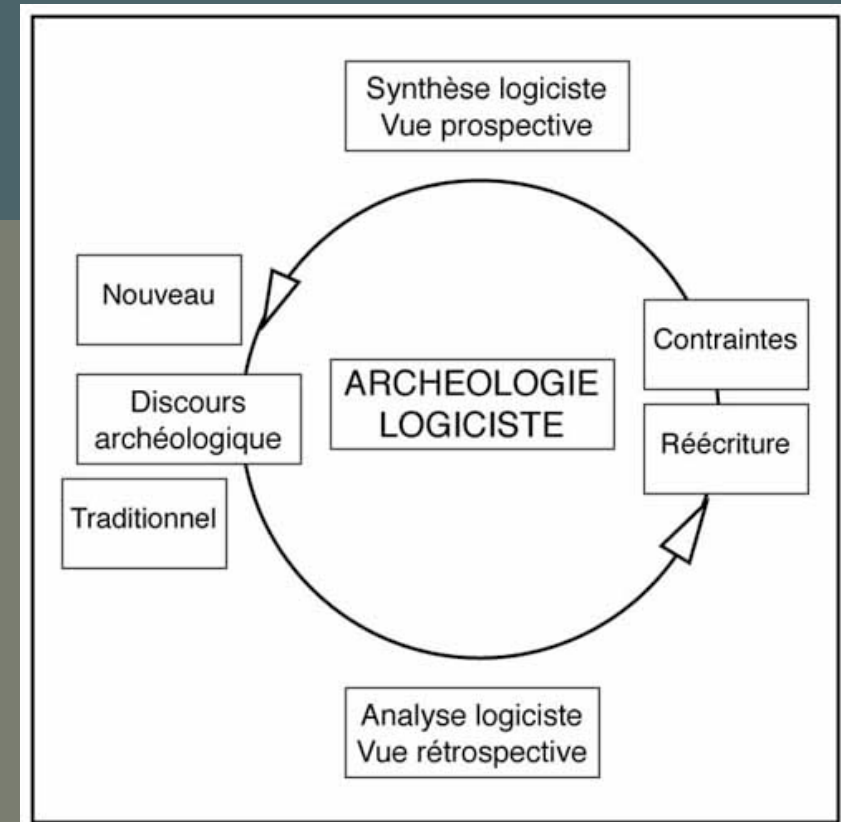 Synthèse logiciste
Vue prospective
Nouveau
Contraintes
ARCHEOLOGIE
LOGICISTE
Discours
archéologique
Réécriture
Traditionnel
Analyse logiciste
Vue rétrospective